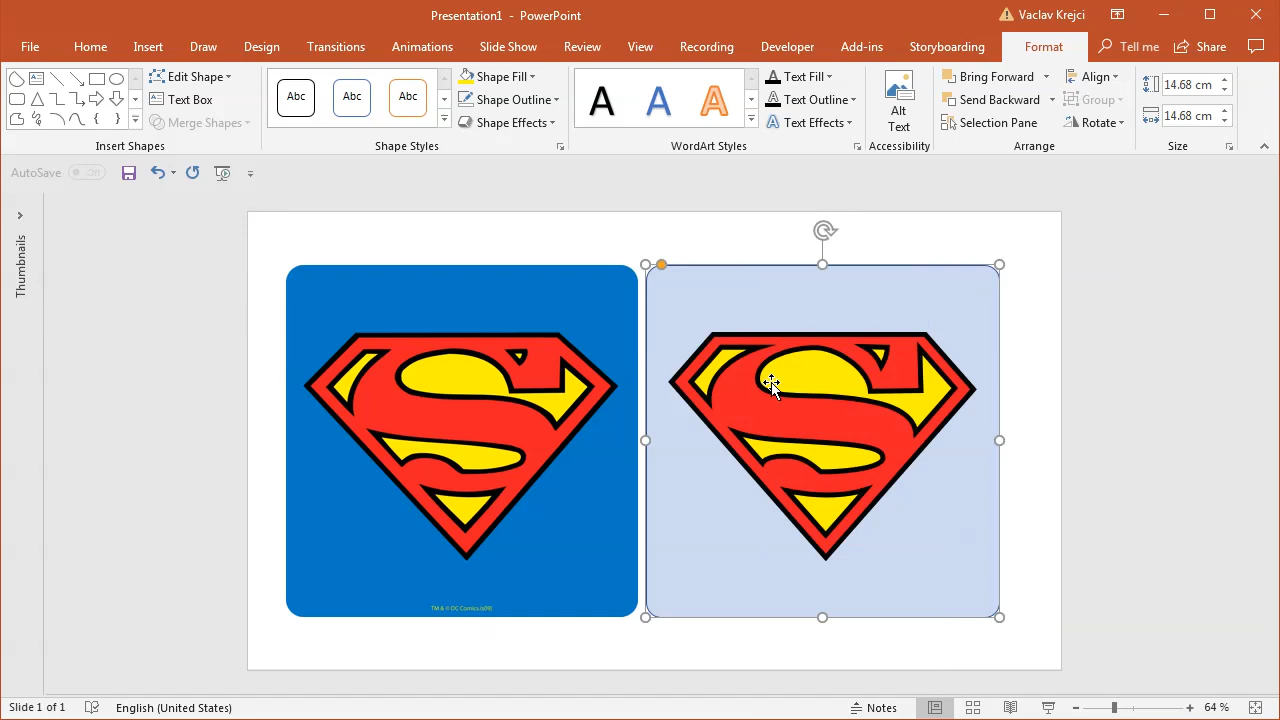 Presentation1 - PowerPoint
Vaclav Krejci
File Home Insert Draw Design Transitions Animations Slide Show Review View Recording Developer Add-ins Storyboarding Format Tell me Share
Edit Shape
Text Box
Merge Shapes
Insert Shapes
Abc Abc Abc
Shape Fill
Shape Outline
Shape Effects
Shape Styles
A A A
Text Fill
Text Outline
Text Effects
WordArt Styles
Alt
Text
Accessibility
Bring Forward
Send Backward
Selection Pane
Align
Group
Rotate
Arrange
14.68 cm
14.68 cm
Size
AutoSave Off
Thumbnails
S S
TM & © DC Comics (s09)
Slide 1 of 1 English (United States) Notes 64 %